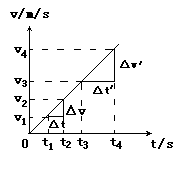 v/m/s
v4
Δv′
v3
Δt′
v2
Δv
v1
Δt
0
t1 t2 t3 t4 t/s